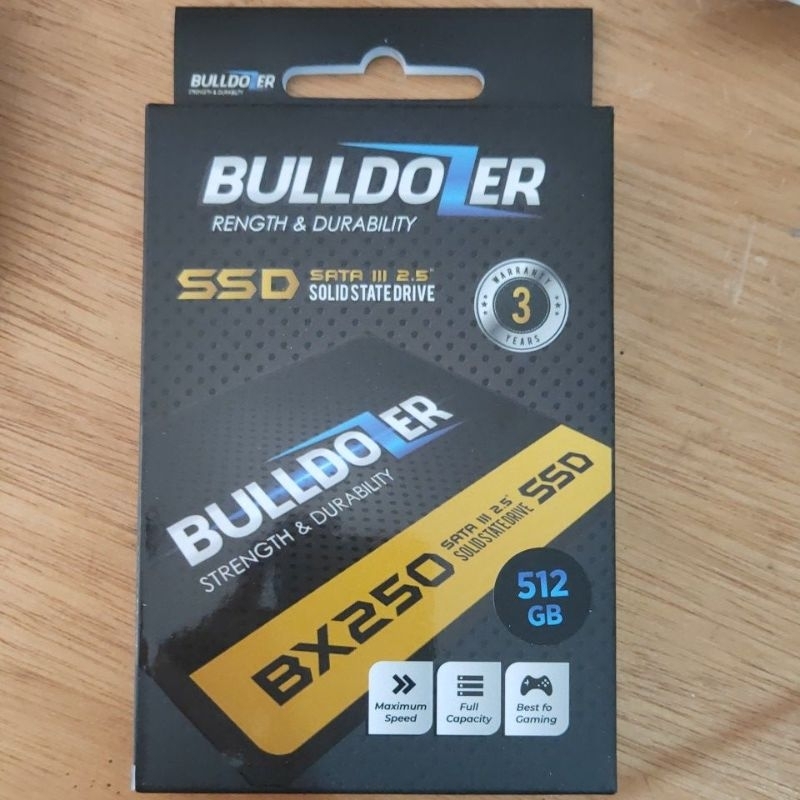 BULLDOZER
STRENGTH & DURABILITY
BULLDOZER
RENGTH & DURABILITY
SSD
SATA III 2.5"
SOLID STATE DRIVE
WARRANTY
3
YEARS
BULLDOZER
STRENGTH & DURABILITY
BX250
SATA III 2.5"
SOLID STATE DRIVE
SSD
512
GB
Maximum
Speed
Full
Capacity
Best fo
Gaming